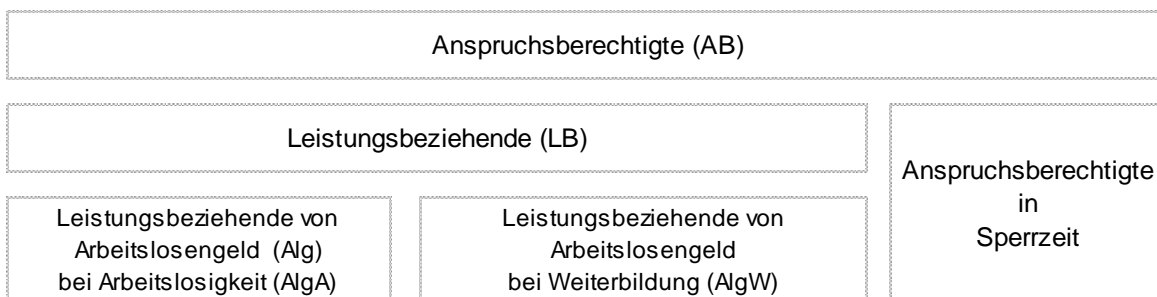 Anspruchsberechtigte (AB)
Leistungsbeziehende (LB)
Anspruchsberechtigte
in
Sperrzeit
Leistungsbeziehende von
Arbeitslosengeld (Alg)
bei Arbeitslosigkeit (AlgA)
Leistungsbeziehende von
Arbeitslosengeld
bei Weiterbildung (AlgW)